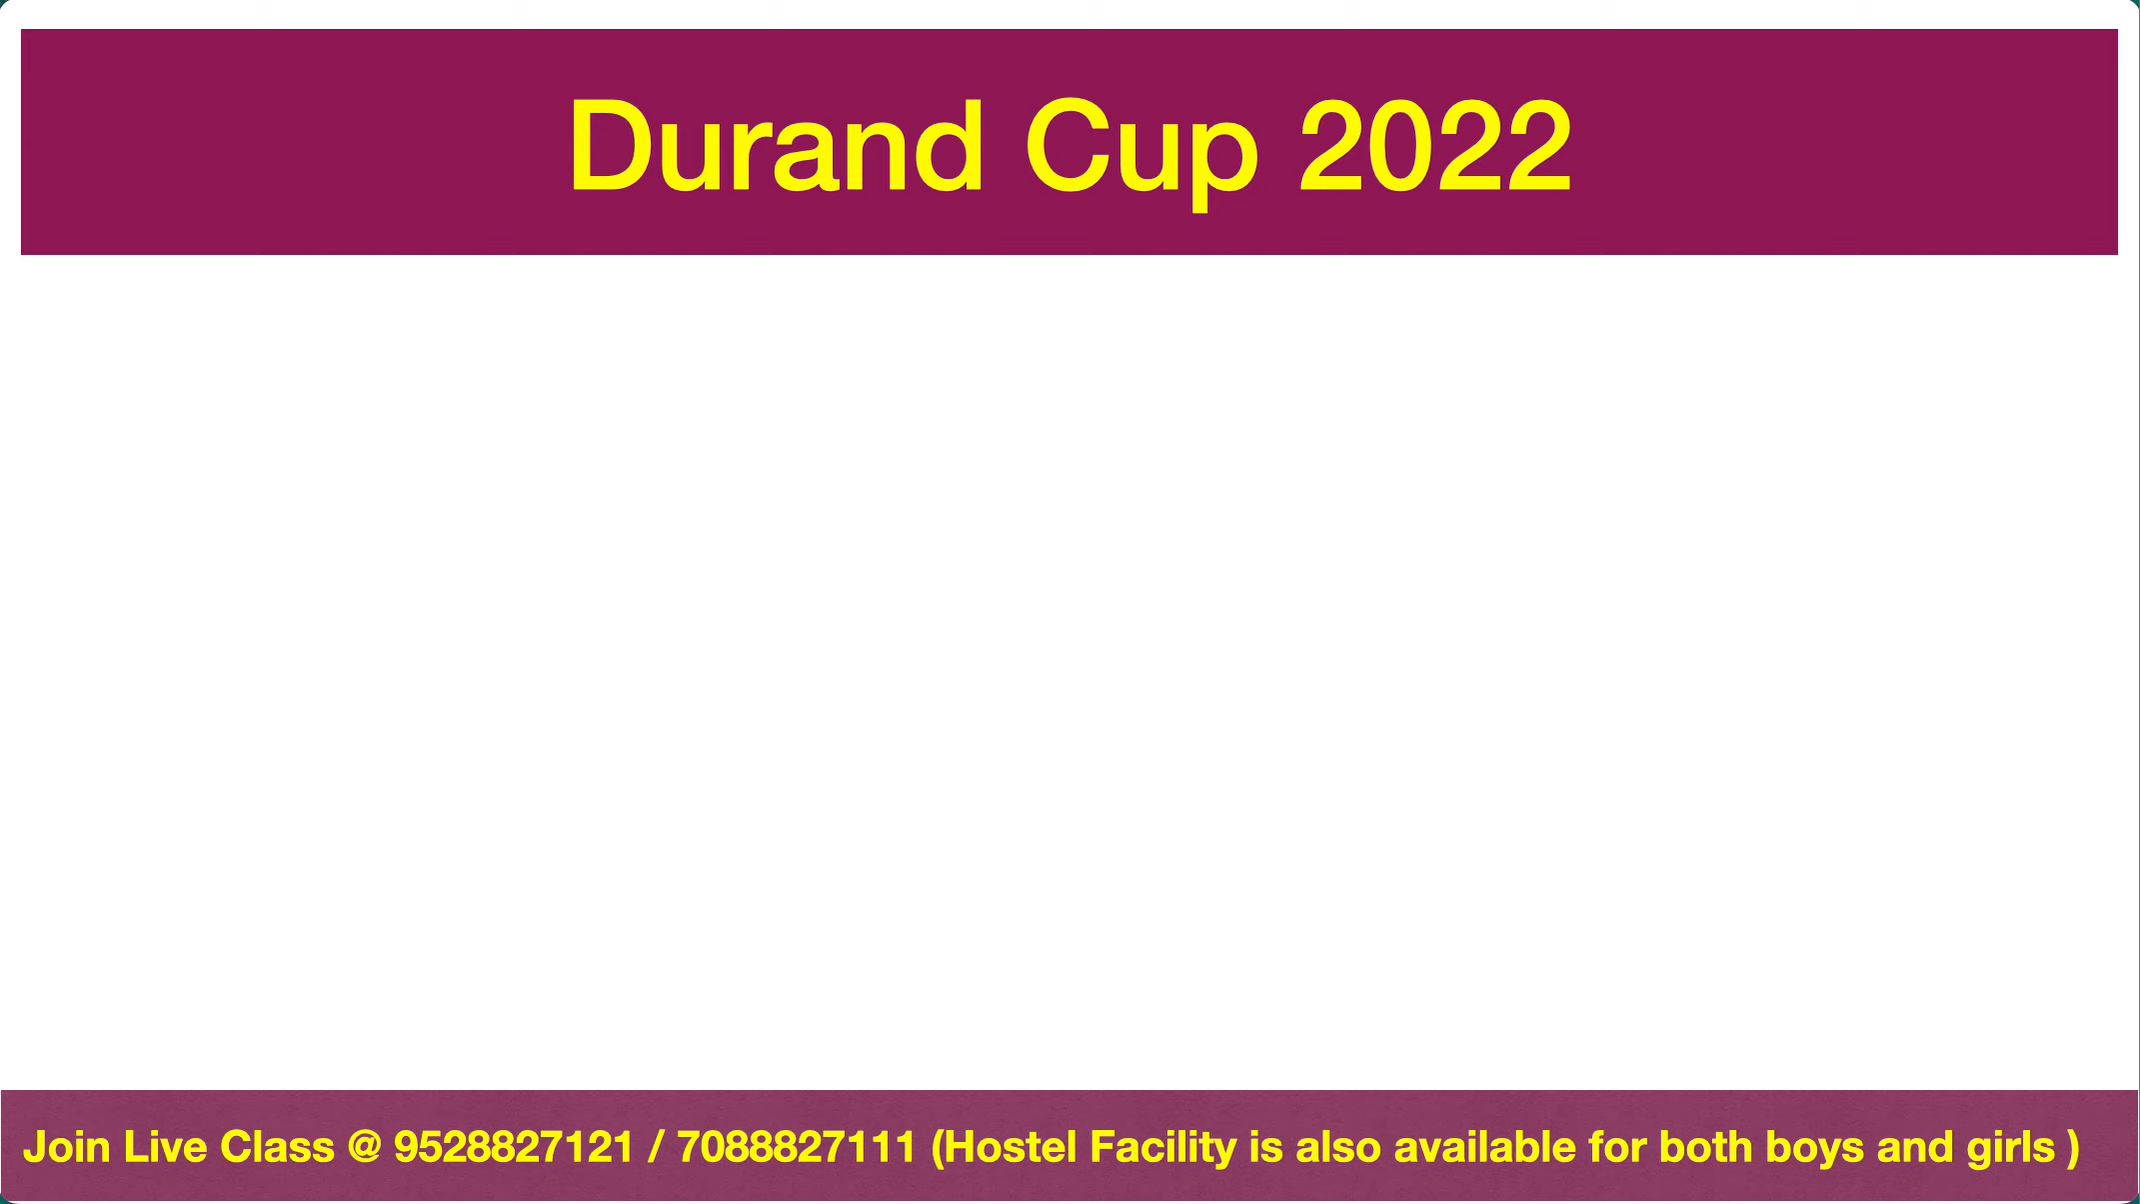 Durand Cup 2022
Join Live Class @ 9528827121 / 7088827111 (Hostel Facility is also available for both boys and girls )